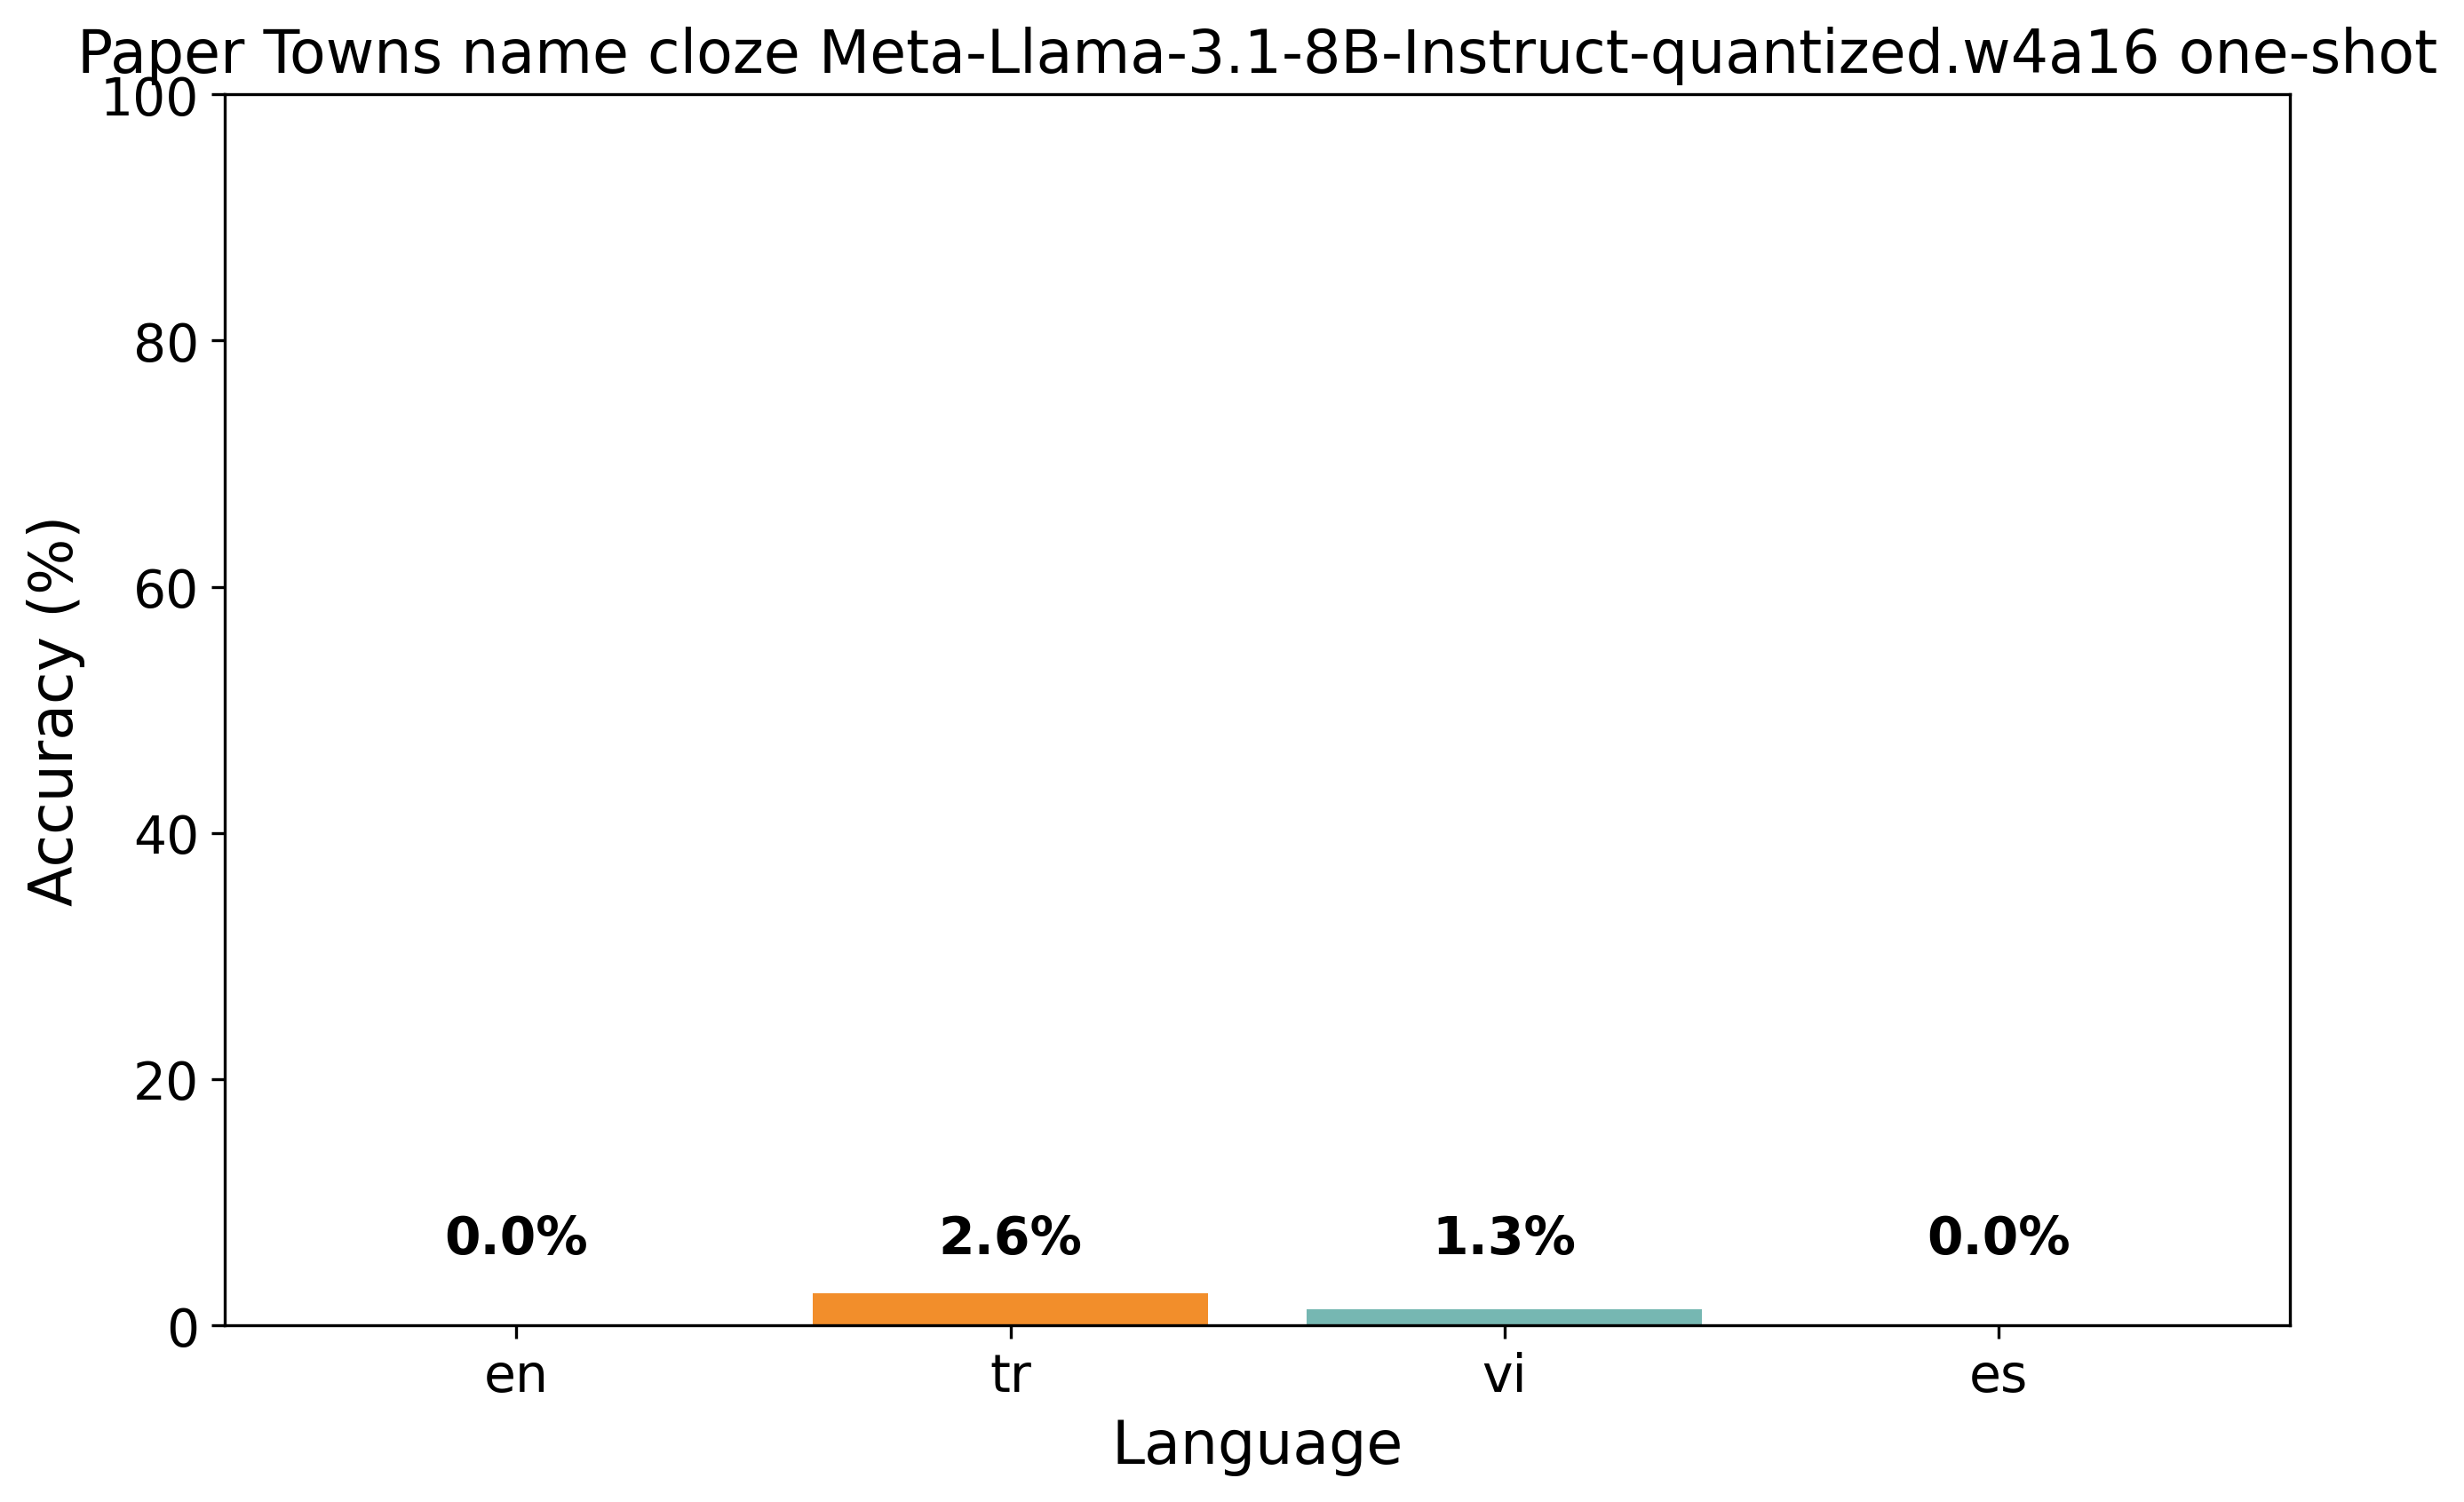 Paper Towns name cloze Meta-Llama-3.1-8B-Instruct-quantized.w4a16 one-shot
100
80
60
40
20
0
Accuracy (%)
0.0% 2.6% 1.3% 0.0%
en tr vi es
Language